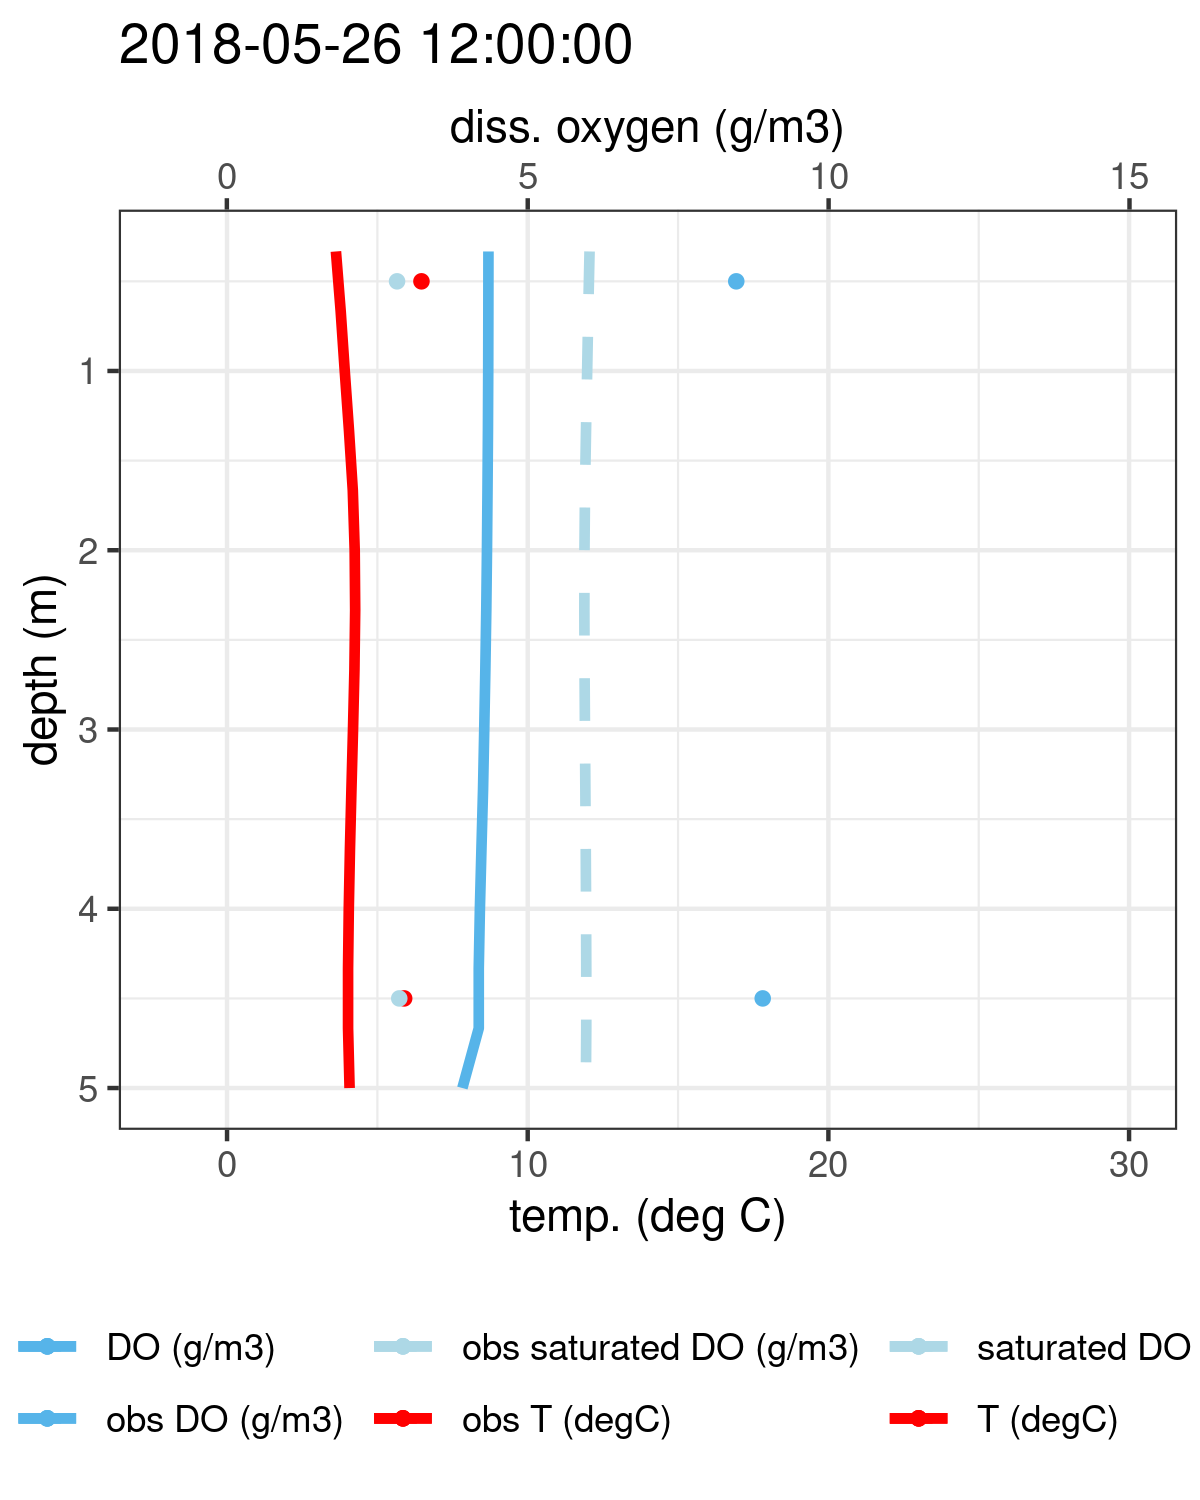 2018-05-26 12:00:00
diss. oxygen (g/m3)
0 5 10 15
1
2
3
4
5
depth (m)
0 10 20 30
temp. (deg C)
DO (g/m3) obs saturated DO (g/m3) saturated DO
obs DO (g/m3) obs T (degC) T (degC)